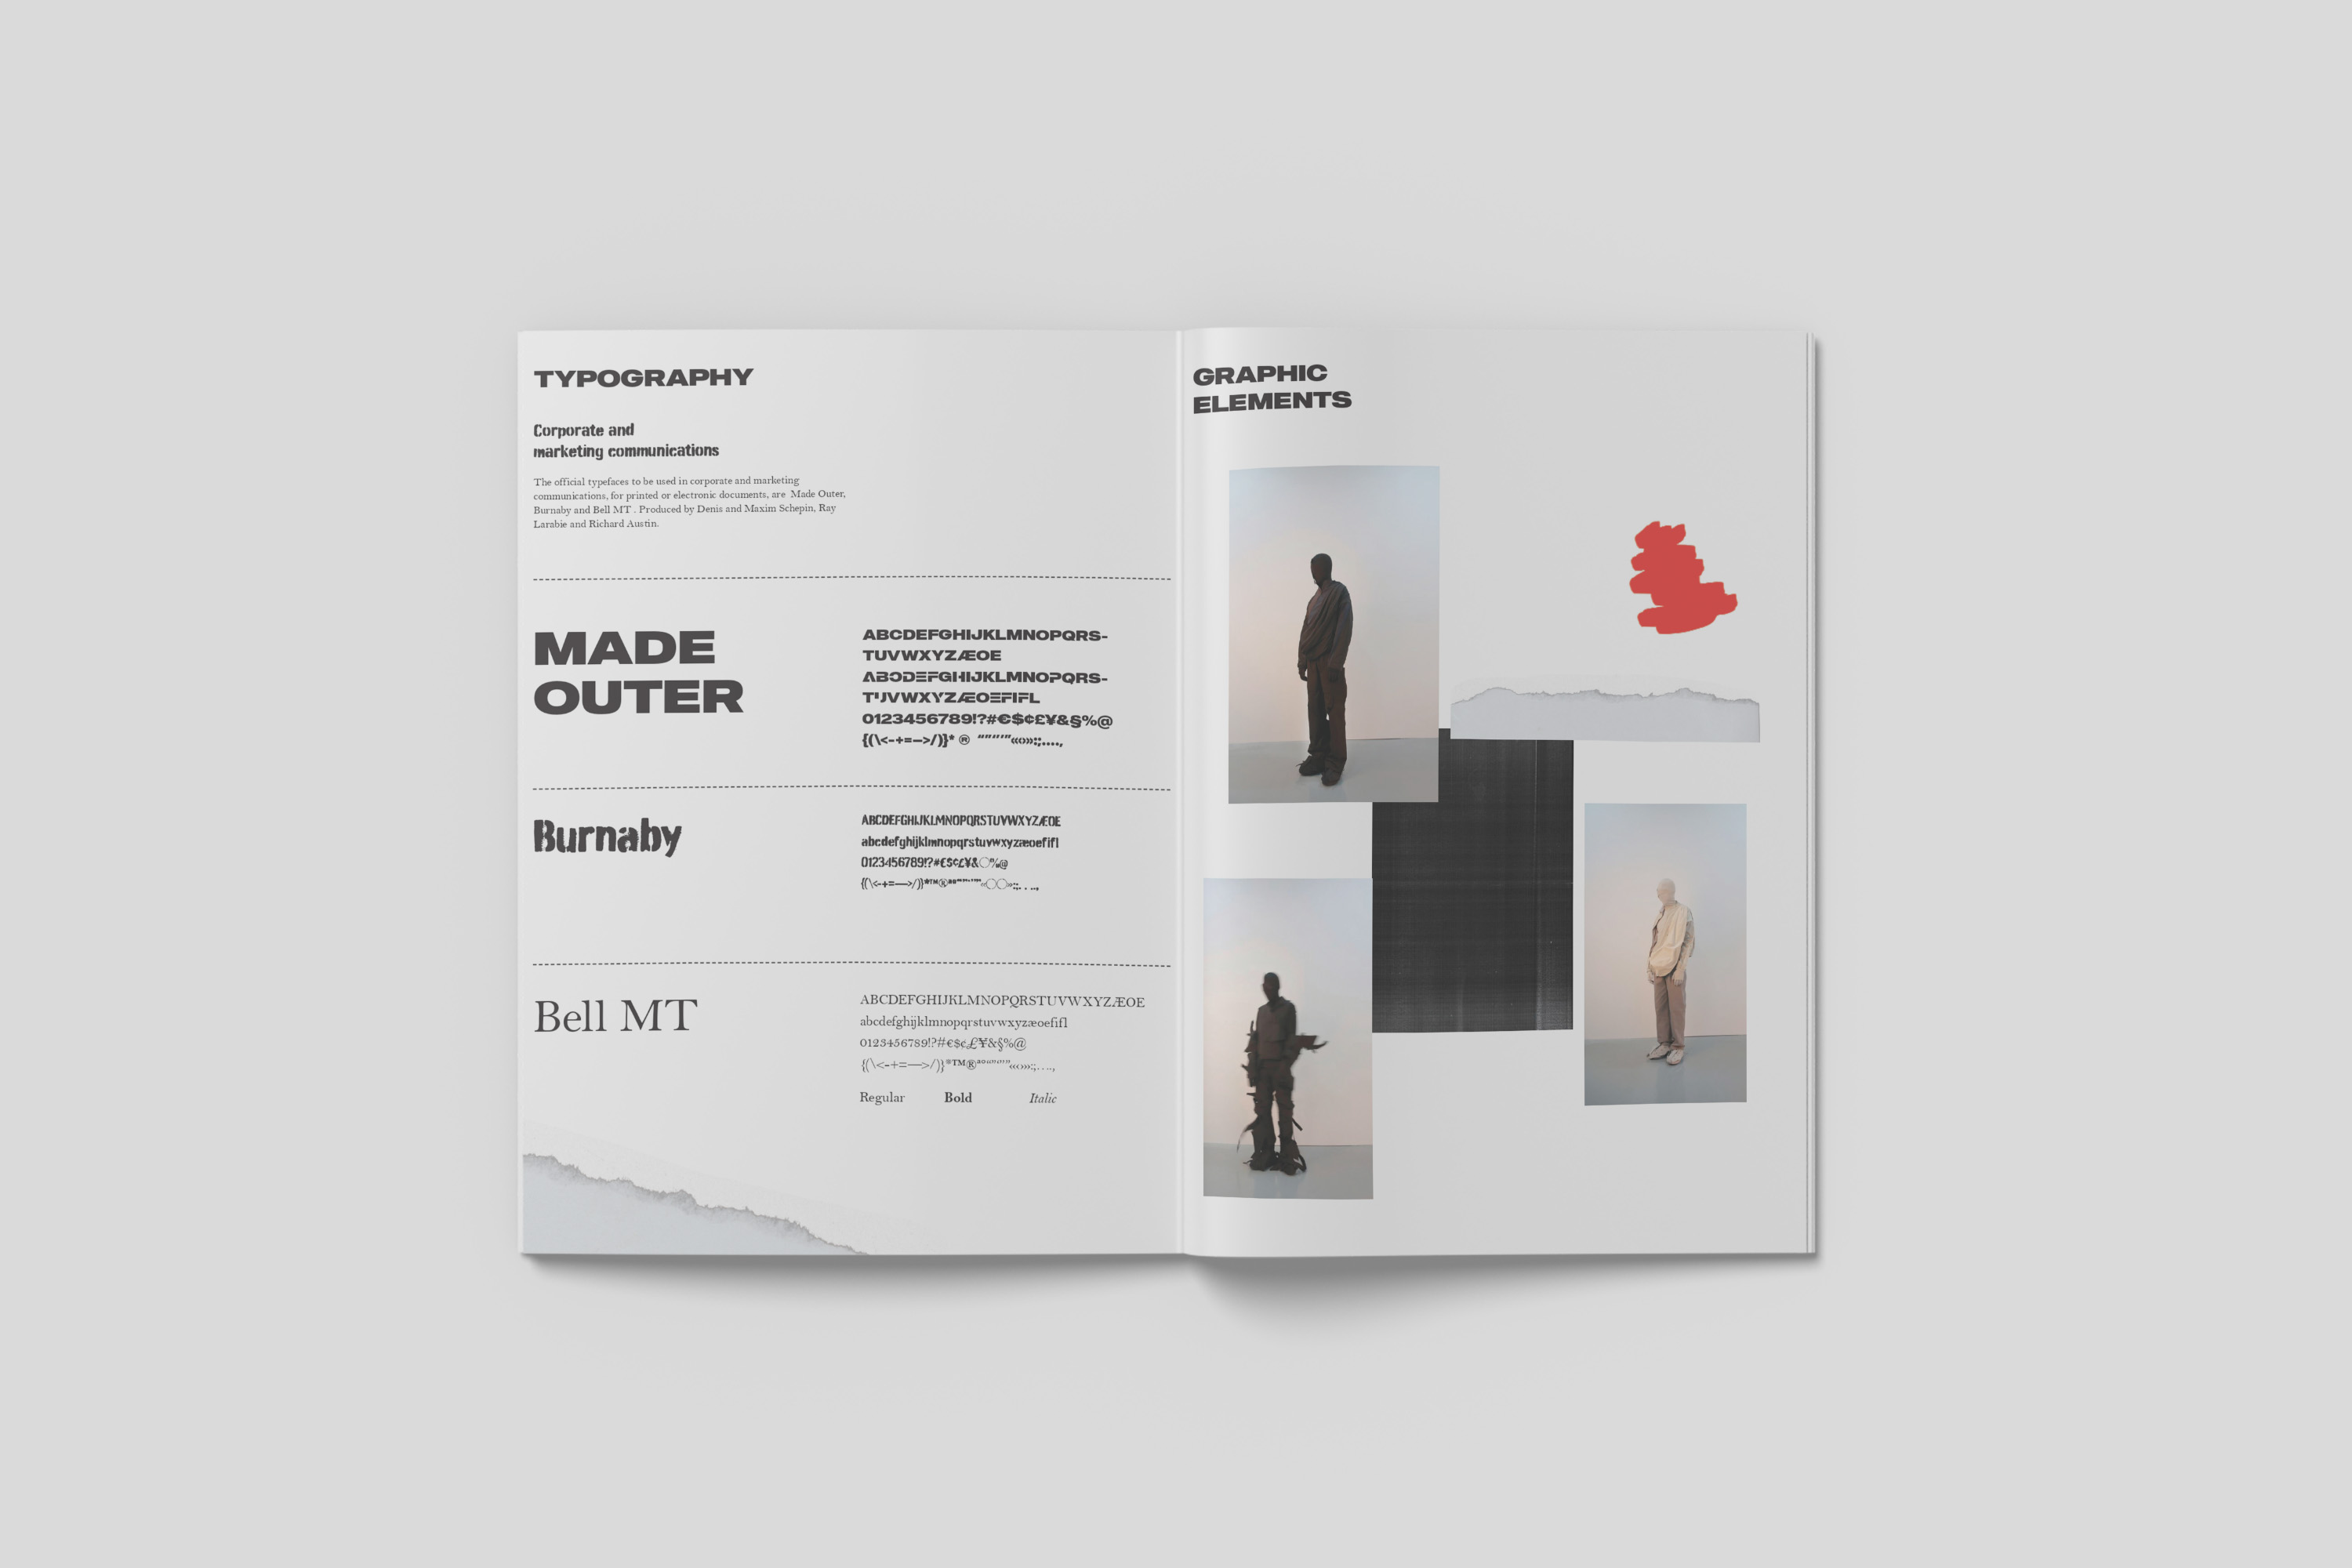 TYPOGRAPHY
Corporate and
marketing communications
The official typefaces to be used in corporate and marketing
communications, for printed or electronic documents, are Made Outer,
Burnaby and Bell MT . Produced by Denis and Maxim Schepin, Ray
Larabie and Richard Austin.
MADE
OUTER
ABCDEFGHIJKLMNOPQRS-
TUVWXYZÆOE
ABCDEFGHIJKLMNOPQRS-
TUVWXYZÆOEFIFL
0123456789!?#€$¢£¥&§%@
{(\<-+=—>/)}* ® “”“‘’”«‹›»:;….,
Burnaby
ABCDEFGHIJKLMNOPQRSTUVWXYZÆOE
abcdefghijklmnopqrstuvwxyzæoefifl
0123456789!?#€$¢£¥&◌%@
{(\<-+=—>/)}*™®ªº“”“‘’”«◌◌»:;. . ..,
Bell MT
ABCDEFGHIJKLMNOPQRSTUVWXYZÆOE
abcdefghijklmnopqrstuvwxyzæoefifl
0123456789!?#€$¢£¥&§%@
{(\<-+=—>/)}*™®ªº“”“‘’”«‹›»:;….,
Regular Bold Italic
GRAPHIC
ELEMENTS